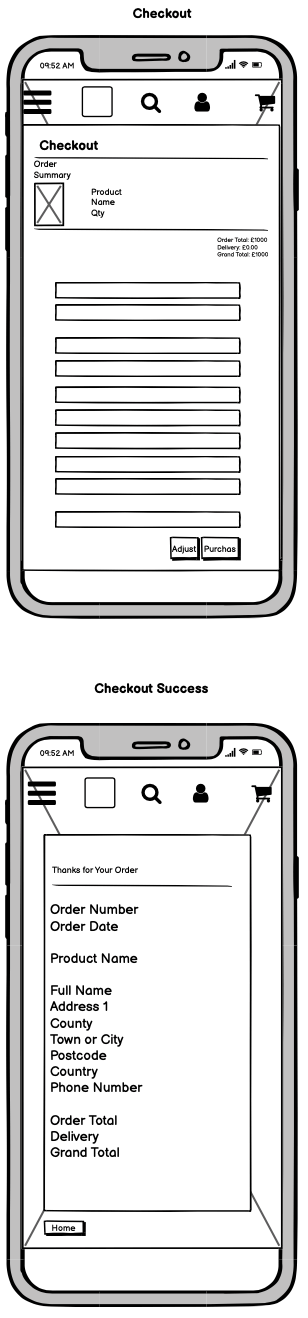 Checkout
09:52 AM
Checkout
Order
Summary
Product
Name
Qty
Order Total: £1000
Delivery: £0.00
Grand Total: £1000
Adjust Purchas
Checkout Success
09:52 AM
Thanks for Your Order
Order Number
Order Date
Product Name
Full Name
Address 1
County
Town or City
Postcode
Country
Phone Number
Order Total
Delivery
Grand Total
Home